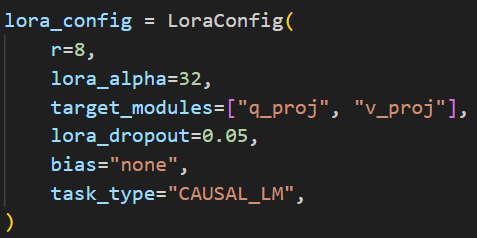 lora_config = LoraConfig(
    r=8,
    lora_alpha=32,
    target_modules=["q_proj", "v_proj"],
    lora_dropout=0.05,
    bias="none",
    task_type="CAUSAL_LM",
)